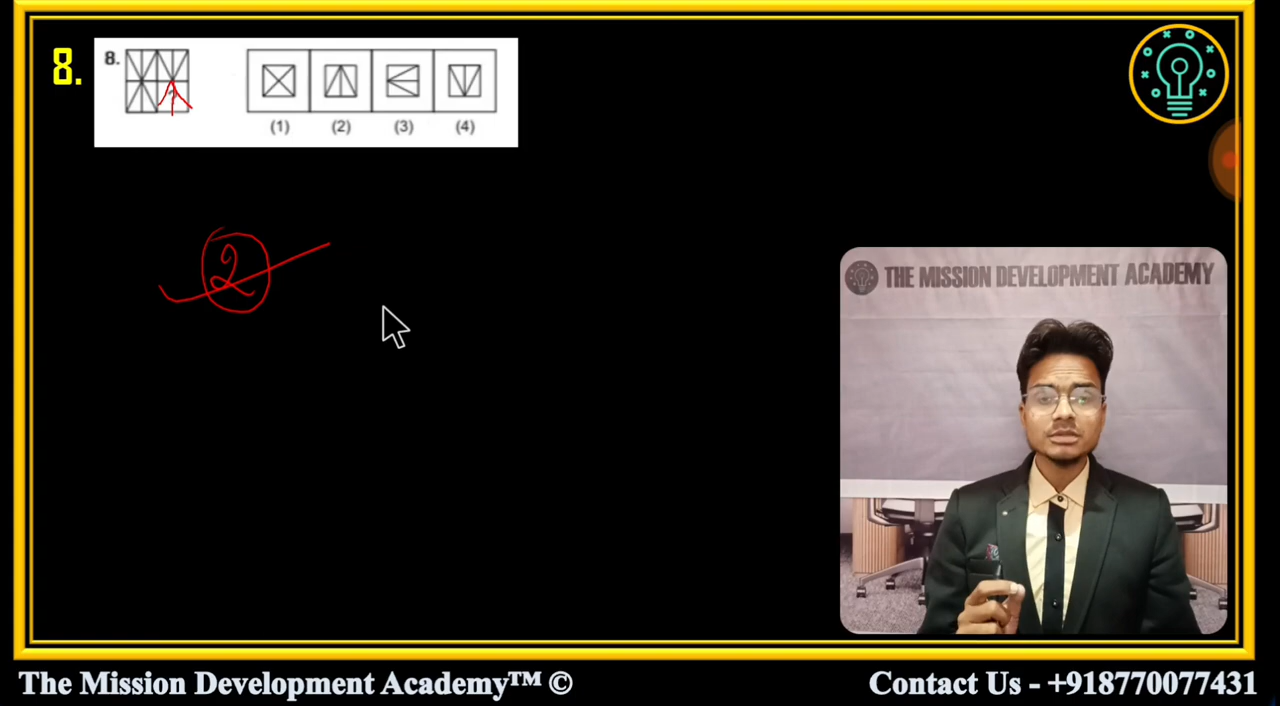 8.
8.
?
(1) (2) (3) (4)
2
THE MISSION DEVELOPMENT ACADEMY
The Mission Development Academy™ ©
Contact Us - +918770077431